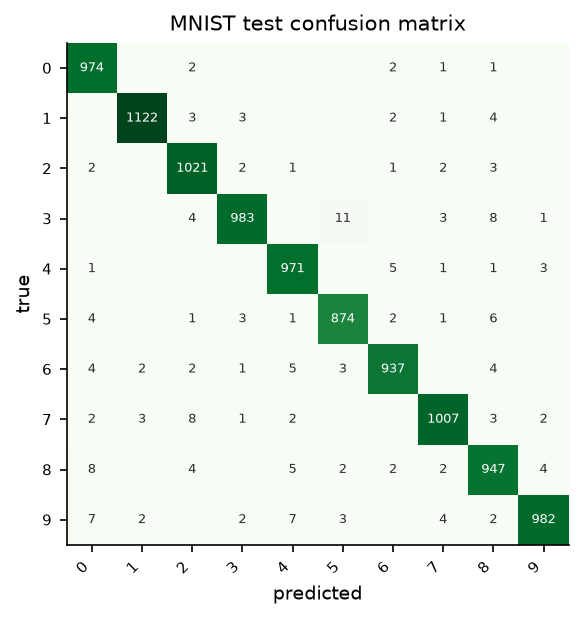 MNIST test confusion matrix
0 974 2 2 1 1
1 1122 3 3 2 1 4
2 2 1021 2 1 1 2 3
3 4 983 11 3 8 1
4 1 971 5 1 1 3
5 4 1 3 1 874 2 1 6
6 4 2 2 1 5 3 937 4
7 2 3 8 1 2 1007 3 2
8 8 4 5 2 2 2 947 4
9 7 2 2 7 3 4 2 982
true
0 1 2 3 4 5 6 7 8 9
predicted